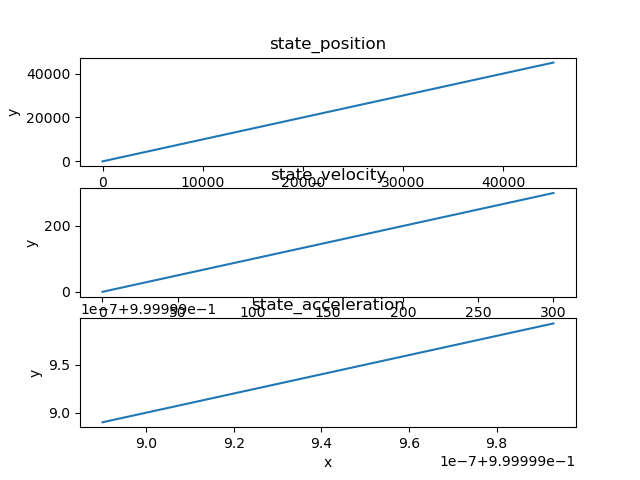 state_position
40000
20000
0
y
0 10000 20000 30000 40000
state_velocity
200
0
y
0 50 100 150 200 250 300
1e−7+9.99999e−1
state_acceleration
9.5
9.0
y
9.0 9.2 9.4 9.6 9.8
x
1e−7+9.99999e−1